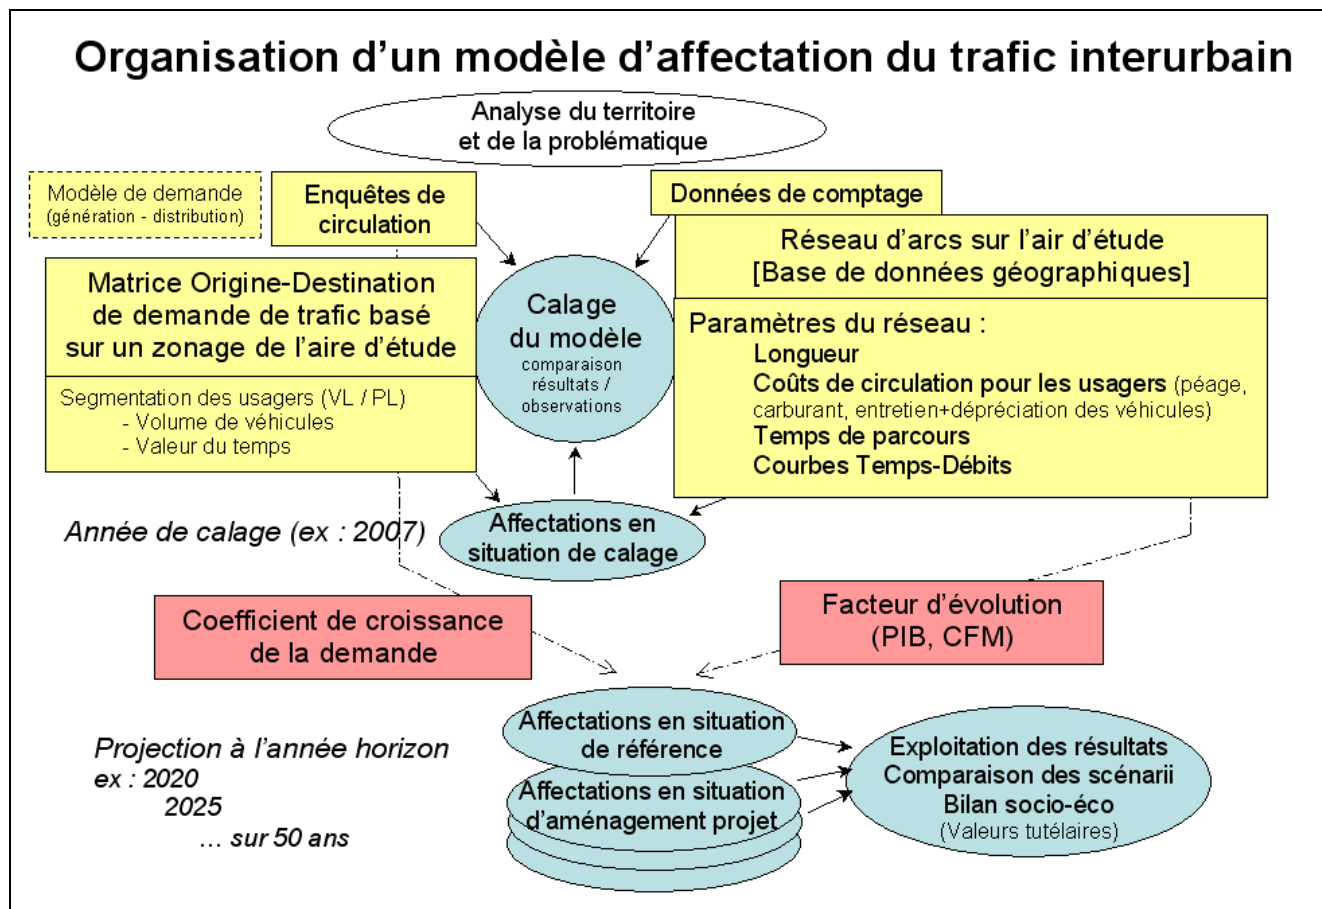 Organisation d'un modèle d'affectation du trafic interurbain
Analyse du territoire
et de la problématique
Modèle de demande
(génération - distribution)
Enquêtes de
circulation
Données de comptage
Réseau d'arcs sur l'air d'étude
[Base de données géographiques]
Matrice Origine-Destination
de demande de trafic basé
sur un zonage de l'aire d'étude
Segmentation des usagers (VL / PL)
- Volume de véhicules
- Valeur du temps
Calage
du modèle
comparaison
résultats /
observations
Paramètres du réseau :
Longueur
Coûts de circulation pour les usagers (péage,
carburant, entretien+dépréciation des véhicules)
Temps de parcours
Courbes Temps-Débits
Année de calage (ex : 2007)
Affectations en
situation de calage
Coefficient de croissance
de la demande
Facteur d'évolution
(PIB, CFM)
Projection à l'année horizon
ex : 2020
2025
... sur 50 ans
Affectations en situation
de référence
Affectations en situation
d'aménagement projet
Exploitation des résultats
Comparaison des scénarii
Bilan socio-éco
(Valeurs tutélaires)